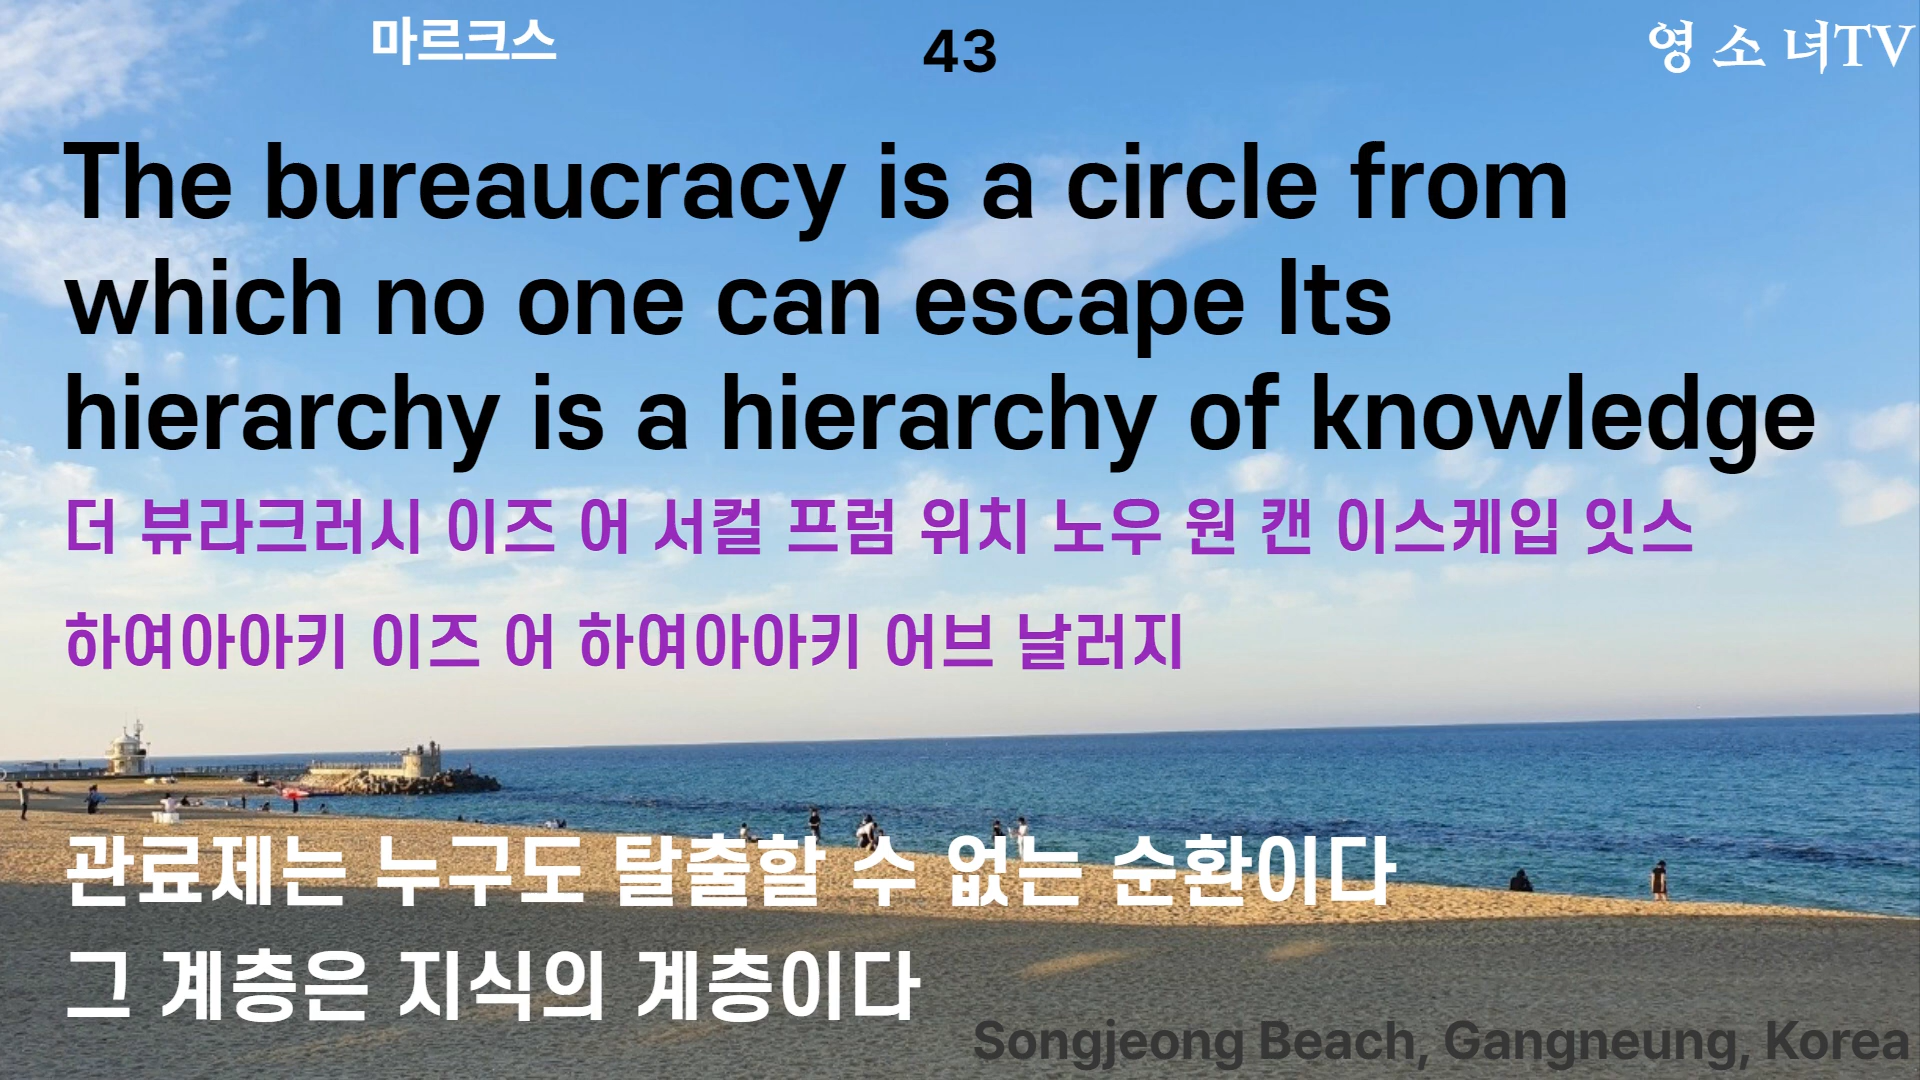 마르크스
43
영소녀TV
The bureaucracy is a circle from
which no one can escape Its
hierarchy is a hierarchy of knowledge
더 뷰라크러시 이즈 어 서컬 프럼 위치 노우 원 캔 이스케입 잇스
하여아아키 이즈 어 하여아아키 어브 날러지
관료제는 누구도 탈출할 수 없는 순환이다
그 계층은 지식의 계층이다
Songjeong Beach, Gangneung, Korea